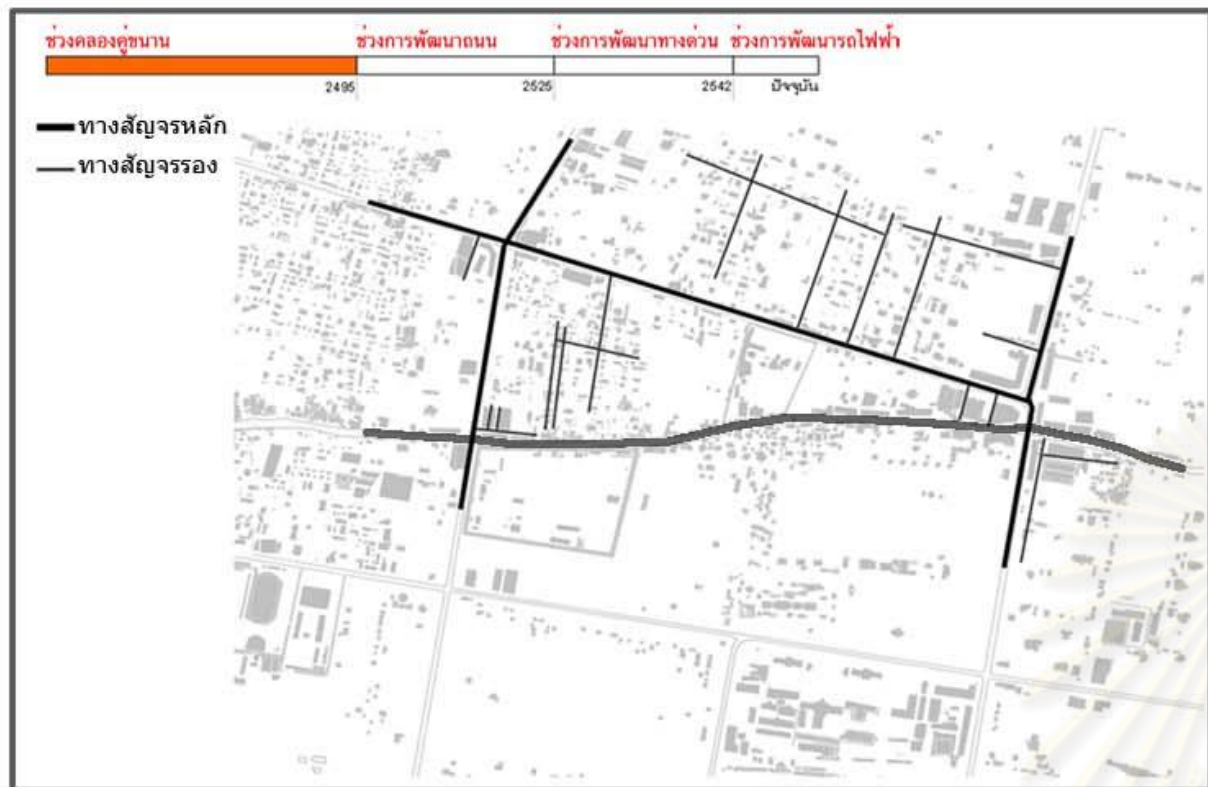 ช่วงคลองคู่ขนาน ช่วงการพัฒนาถนน ช่วงการพัฒนาทางด่วน ช่วงการพัฒนารถไฟฟ้า
2495 2525 2542 ปัจจุบัน
ทางสัญจรหลัก
ทางสัญจรรอง